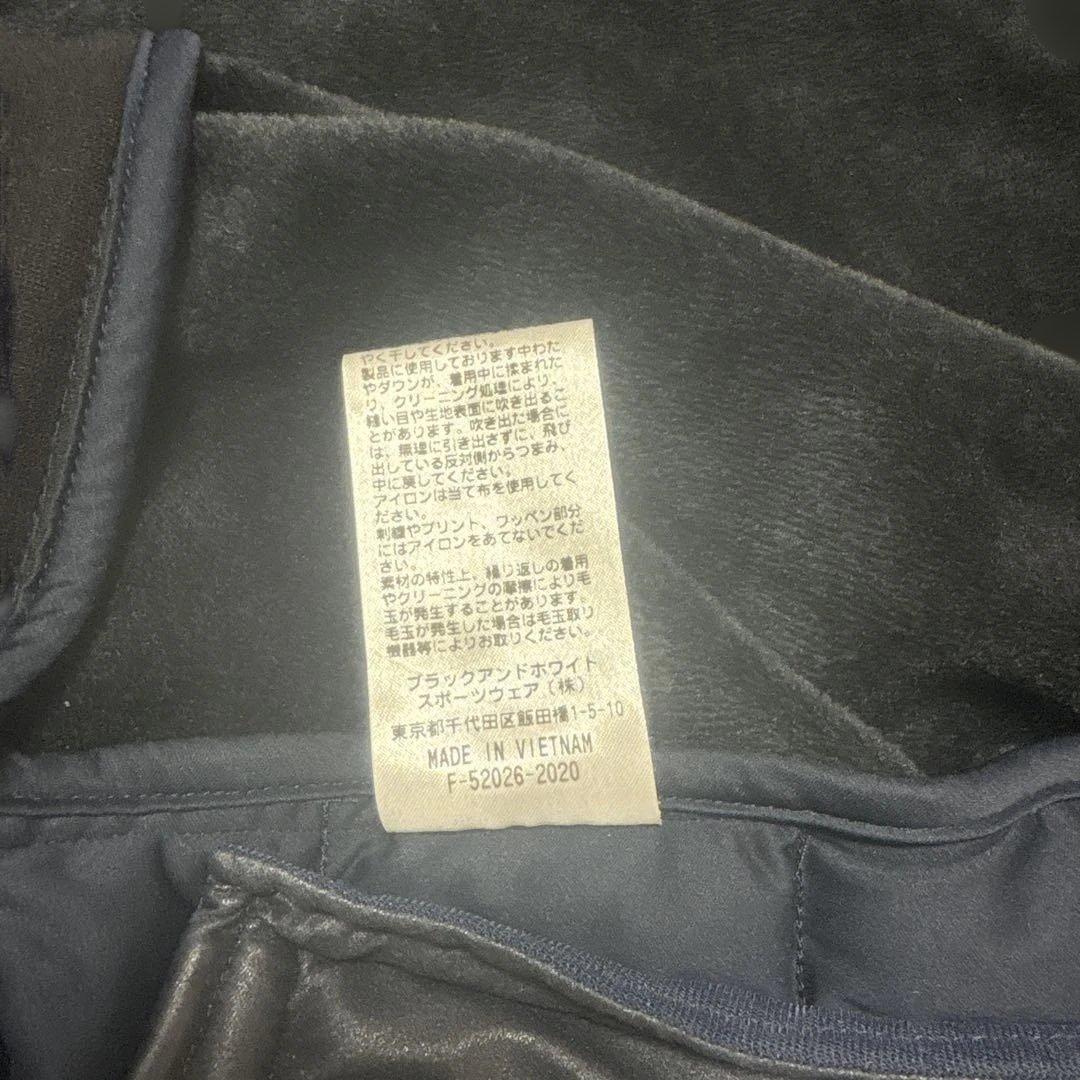 やく干してください。
製品に使用しております中わた
やダウンが、着用中に揉まれた
り、クリーニング処理により、
縫い目や生地表面に吹き出るこ
とがあります。吹き出た場合に
は、無理に引き出さずに、飛び
出している反対側からつまみ、
中に戻してください。
アイロンは当て布を使用してく
ださい。
刺繍やプリント、ワッペン部分
にはアイロンをあてないでくだ
さい。
素材の特性上、繰り返しの着用
やクリーニングの摩擦により毛
玉が発生することがあります。
毛玉が発生した場合は毛玉取り
機器等によりお取りください。
ブラックアンドホワイト
スポーツウェア(株)
東京都千代田区飯田橋1-5-10
MADE IN VIETNAM
F-52026-2020